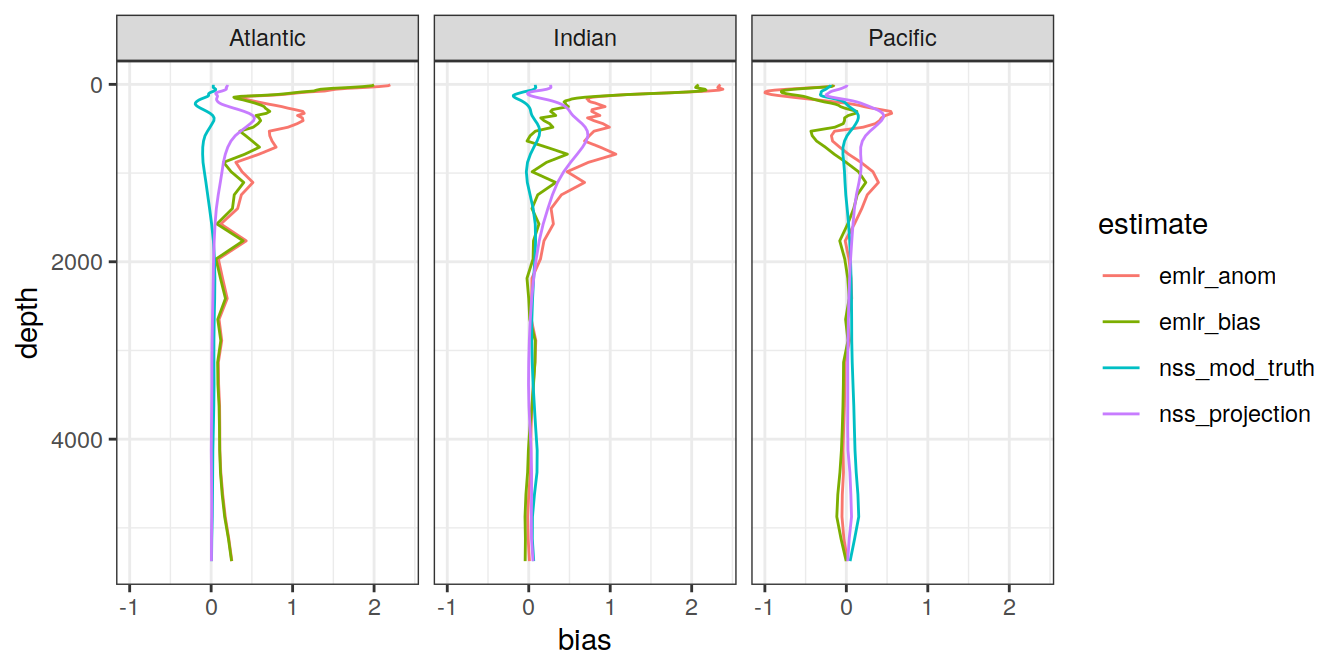 Atlantic Indian Pacific
0
2000
4000
depth
-1 0 1 2 -1 0 1 2 -1 0 1 2
bias
estimate
emlr_anom
emlr_bias
nss_mod_truth
nss_projection